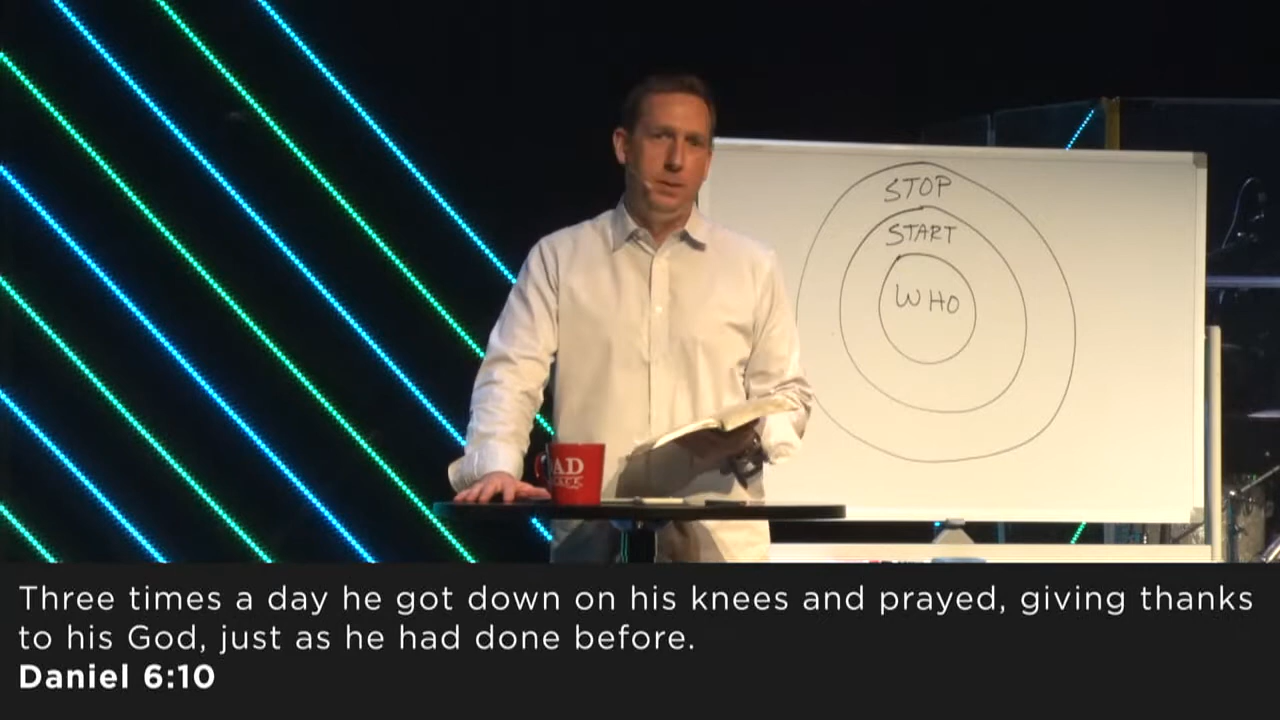 STOP
START
WHO
AD
Three times a day he got down on his knees and prayed, giving thanks
to his God, just as he had done before.
Daniel 6:10